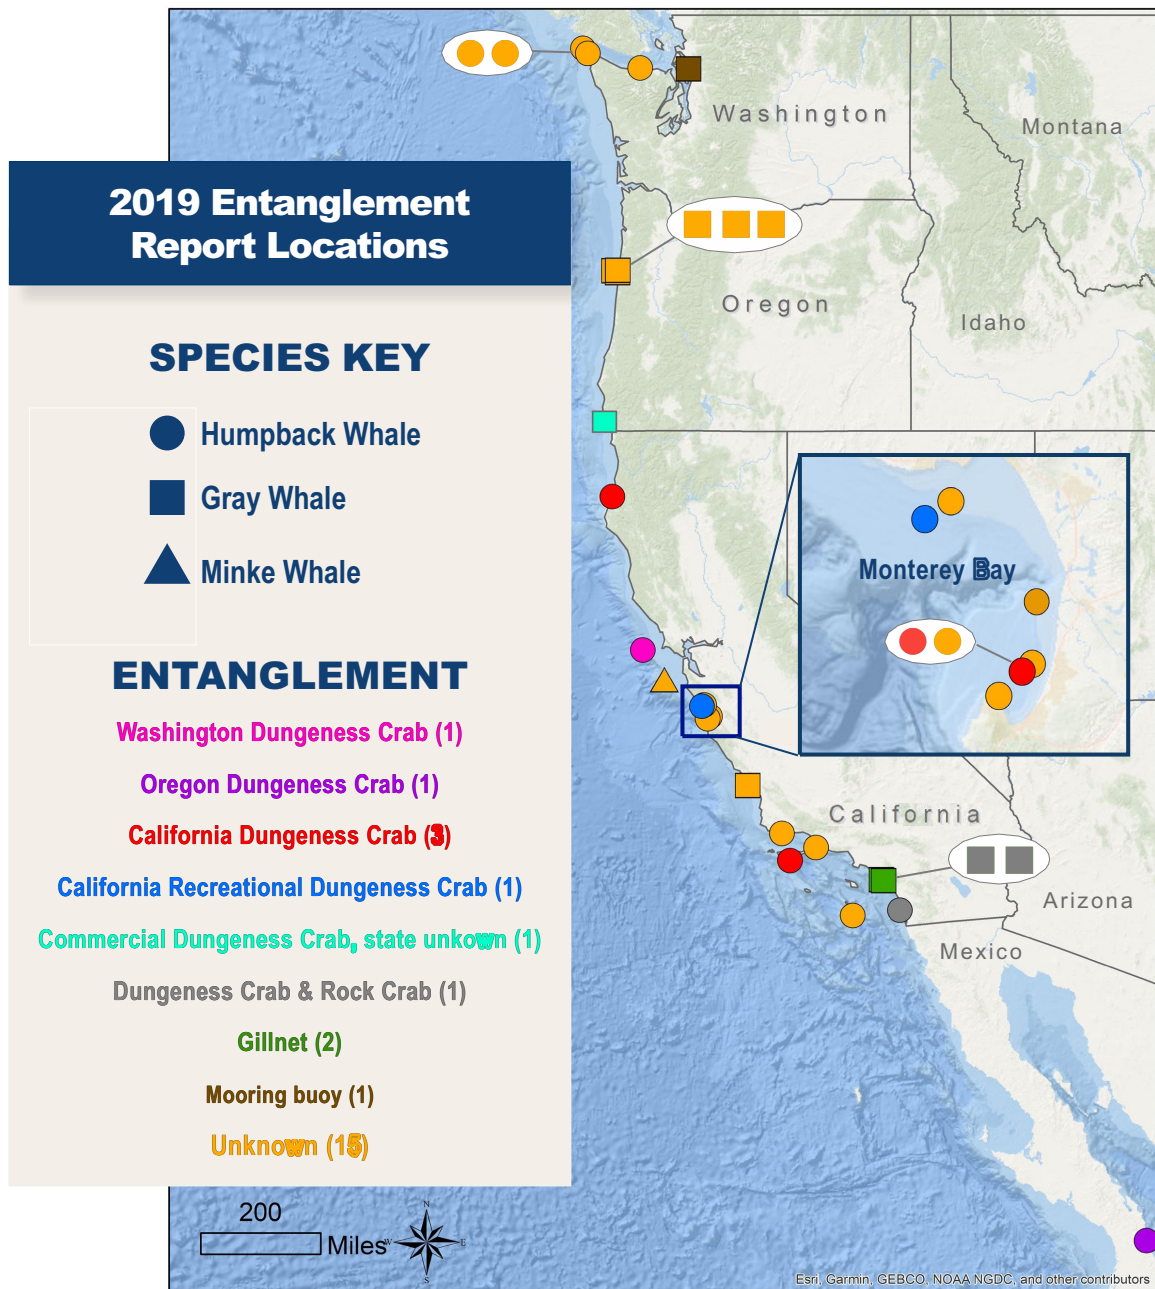 2019 Entanglement
Report Locations
SPECIES KEY
Humpback Whale
Gray Whale
Minke Whale
ENTANGLEMENT
Washington Dungeness Crab (1)
Oregon Dungeness Crab (1)
California Dungeness Crab (3)
California Recreational Dungeness Crab (1)
Commercial Dungeness Crab, state unkown (1)
Dungeness Crab & Rock Crab (1)
Gillnet (2)
Mooring buoy (1)
Unknown (15)
Washington
Montana
Oregon
Idaho
Monterey Bay
California
Arizona
Mexico
200
Miles
N
W
E
S
Esri, Garmin, GEBCO, NOAA NGDC, and other contributors